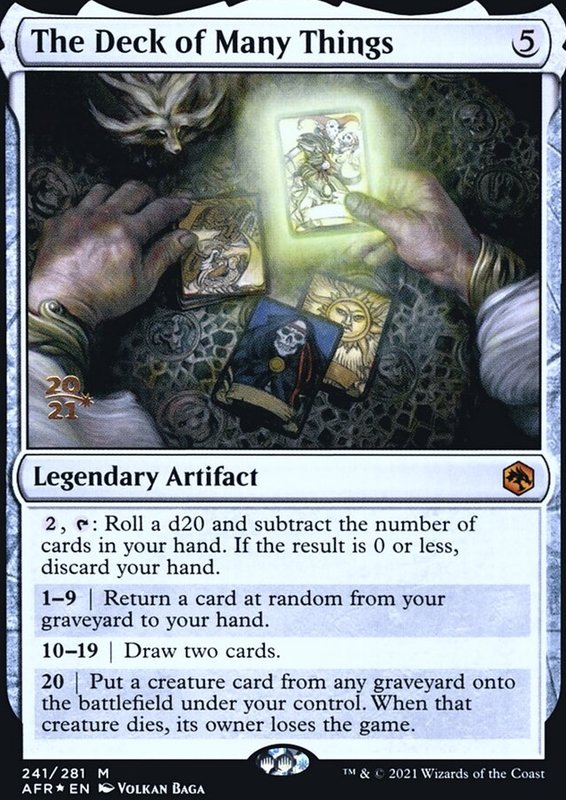 The Deck of Many Things 5
20
21
Legendary Artifact
2, : Roll a d20 and subtract the number of
cards in your hand. If the result is 0 or less,
discard your hand.
1–9 | Return a card at random from your
graveyard to your hand.
10–19 | Draw two cards.
20 | Put a creature card from any graveyard onto
the battlefield under your control. When that
creature dies, its owner loses the game.
241/281 M
AFR★EN Volkan Baga
™ & © 2021 Wizards of the Coast